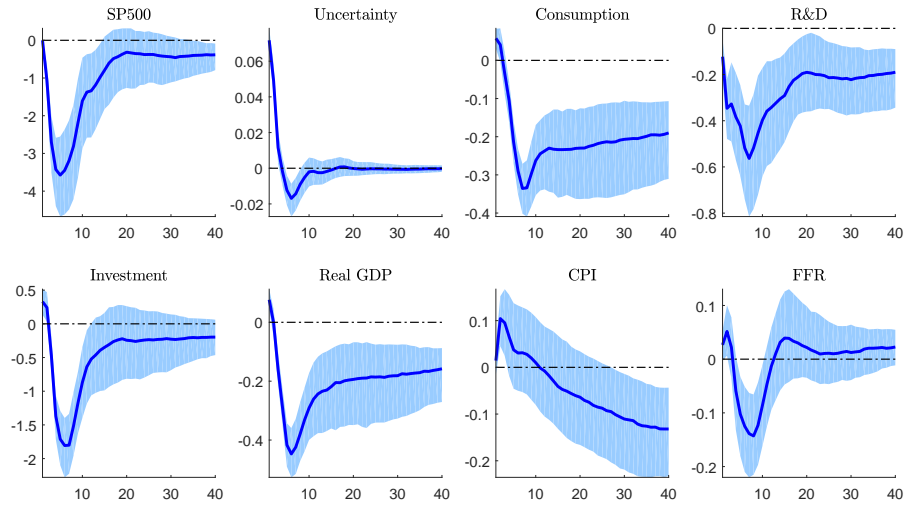 SP500 Uncertainty Consumption R&D
0 -1 -2 -3 -4
10 20 30 40
0.06 0.04 0.02 0 -0.02
10 20 30 40
0 -0.1 -0.2 -0.3 -0.4
10 20 30 40
0 -0.2 -0.4 -0.6 -0.8
10 20 30 40
Investment Real GDP CPI FFR
0.5 0 -0.5 -1 -1.5 -2
10 20 30 40
0 -0.2 -0.4
10 20 30 40
0.1 0 -0.1 -0.2
10 20 30 40
0.1 0 -0.1 -0.2
10 20 30 40